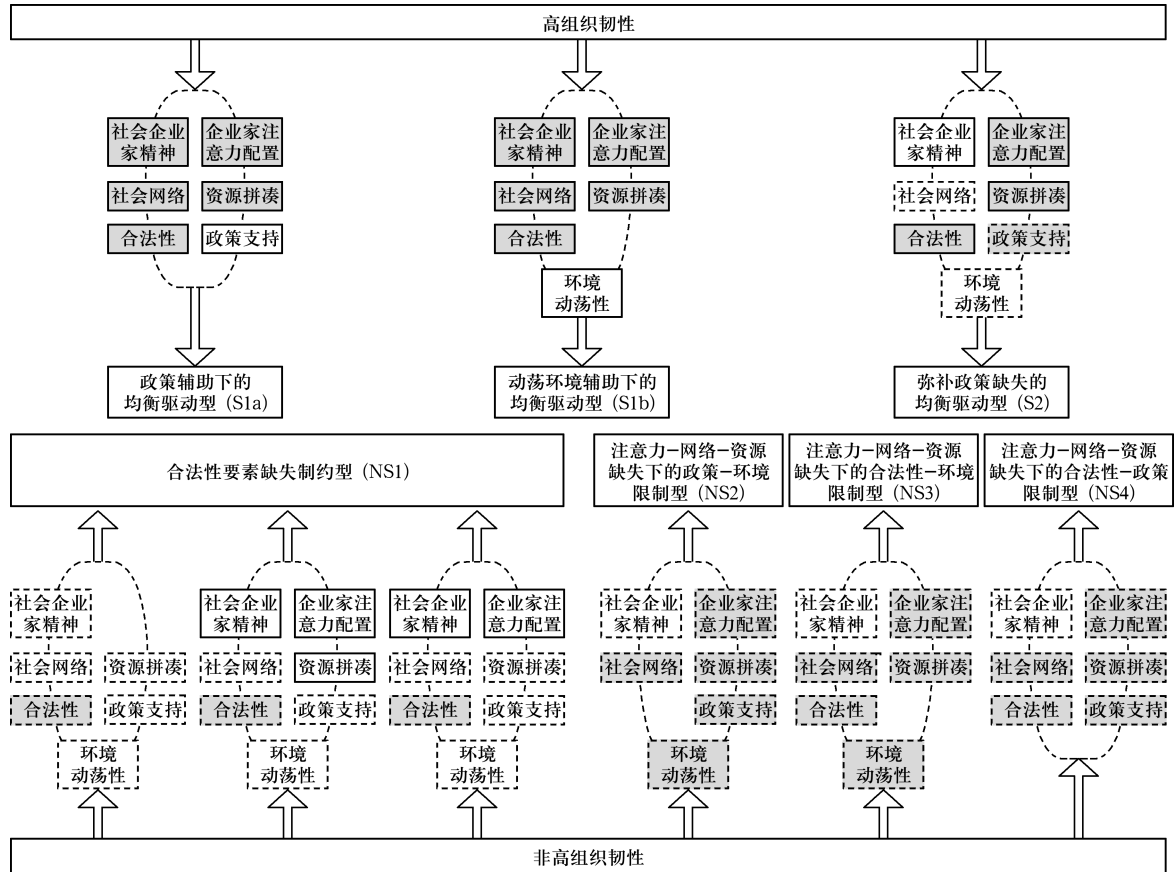 高组织韧性
社会企业
家精神
企业家注
意力配置
社会网络
资源拼凑
合法性
政策支持
政策辅助下的
均衡驱动型 (S1a)
社会企业
家精神
企业家注
意力配置
社会网络
资源拼凑
合法性
环境
动荡性
动荡环境辅助下的
均衡驱动型 (S1b)
社会企业
家精神
企业家注
意力配置
社会网络
资源拼凑
合法性
政策支持
环境
动荡性
弥补政策缺失的
均衡驱动型 (S2)
合法性要素缺失制约型 (NS1)
注意力–网络–资源
缺失下的政策–环境
限制型 (NS2)
注意力–网络–资源
缺失下的合法性–环境
限制型 (NS3)
注意力–网络–资源
缺失下的合法性–政策
限制型 (NS4)
社会企业
家精神
社会网络
资源拼凑
合法性
政策支持
环境
动荡性
社会企业
家精神
企业家注
意力配置
社会网络
资源拼凑
合法性
政策支持
环境
动荡性
社会企业
家精神
企业家注
意力配置
社会网络
资源拼凑
合法性
政策支持
环境
动荡性
社会企业
家精神
企业家注
意力配置
社会网络
资源拼凑
政策支持
环境
动荡性
社会企业
家精神
企业家注
意力配置
社会网络
资源拼凑
合法性
环境
动荡性
社会企业
家精神
企业家注
意力配置
社会网络
资源拼凑
合法性
政策支持
非高组织韧性